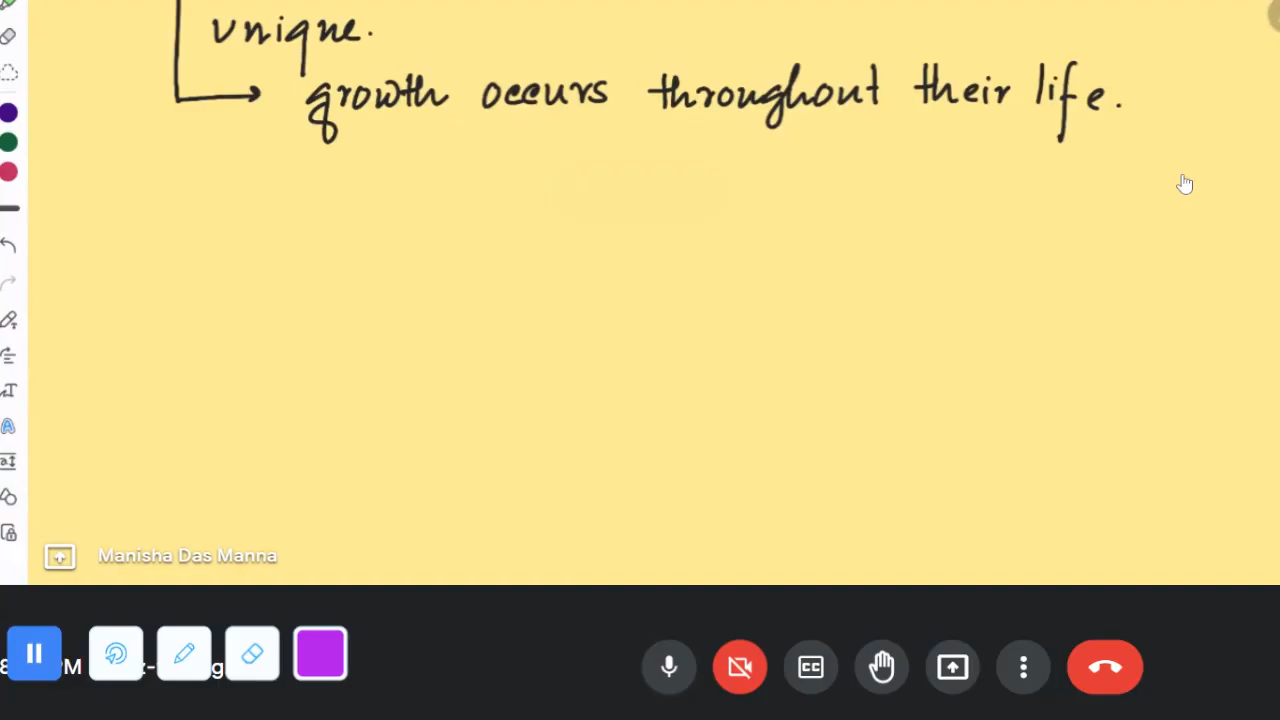 unique.
growth occurs throughout their life.
Manisha Das Manna